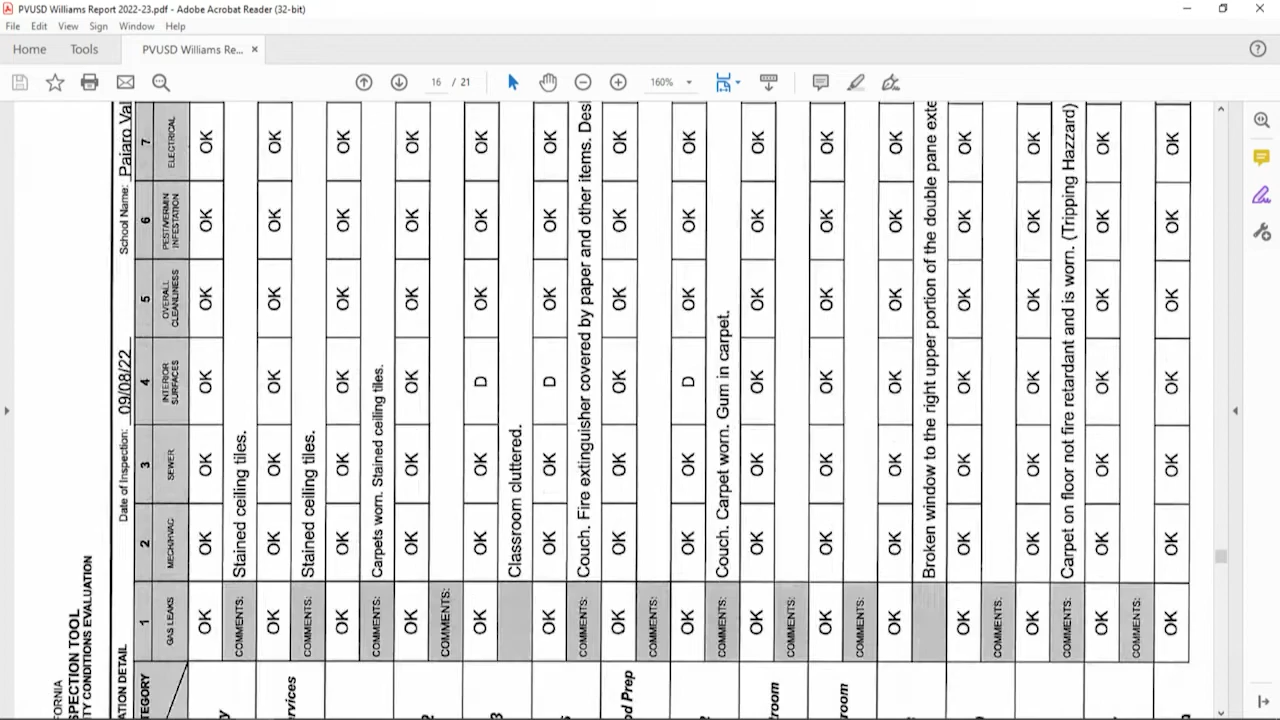 PVUSD Williams Report 2022-23.pdf - Adobe Acrobat Reader (32-bit)
File Edit View Sign Window Help
Home Tools PVUSD Williams Re... ×
16 / 21 160%
FORNIA
SPECTION TOOL
TY CONDITIONS EVALUATION
ATION DETAIL Date of Inspection: 09/08/22 School Name: Pajaro Val
TEGORY 1 2 3 4 5 6 7
GAS LEAKS MECH/HVAC SEWER INTERIOR SURFACES OVERALL CLEANLINESS PEST/VERMIN INFESTATION ELECTRICAL
OK OK OK OK OK OK OK
y COMMENTS: Stained ceiling tiles.
OK OK OK OK OK OK OK
rvices COMMENTS: Stained ceiling tiles.
OK OK OK OK OK OK OK
COMMENTS: Carpets worn. Stained ceiling tiles.
OK OK OK OK OK OK OK
2 COMMENTS:
OK OK OK D OK OK OK
3 Classroom cluttered.
OK OK OK D OK OK OK
COMMENTS: Couch. Fire extinguisher covered by paper and other items. Des
OK OK OK OK OK OK OK
od Prep COMMENTS:
OK OK OK D OK OK OK
2 COMMENTS: Couch. Carpet worn. Gum in carpet.
OK OK OK OK OK OK OK
troom COMMENTS:
OK OK OK OK OK OK OK
room COMMENTS:
OK OK OK OK OK OK OK
Broken window to the right upper portion of the double pane exte
OK OK OK OK OK OK OK
COMMENTS:
OK OK OK OK OK OK OK
COMMENTS: Carpet on floor not fire retardant and is worn. (Tripping Hazzard)
OK OK OK OK OK OK OK
COMMENTS:
OK OK OK OK OK OK OK